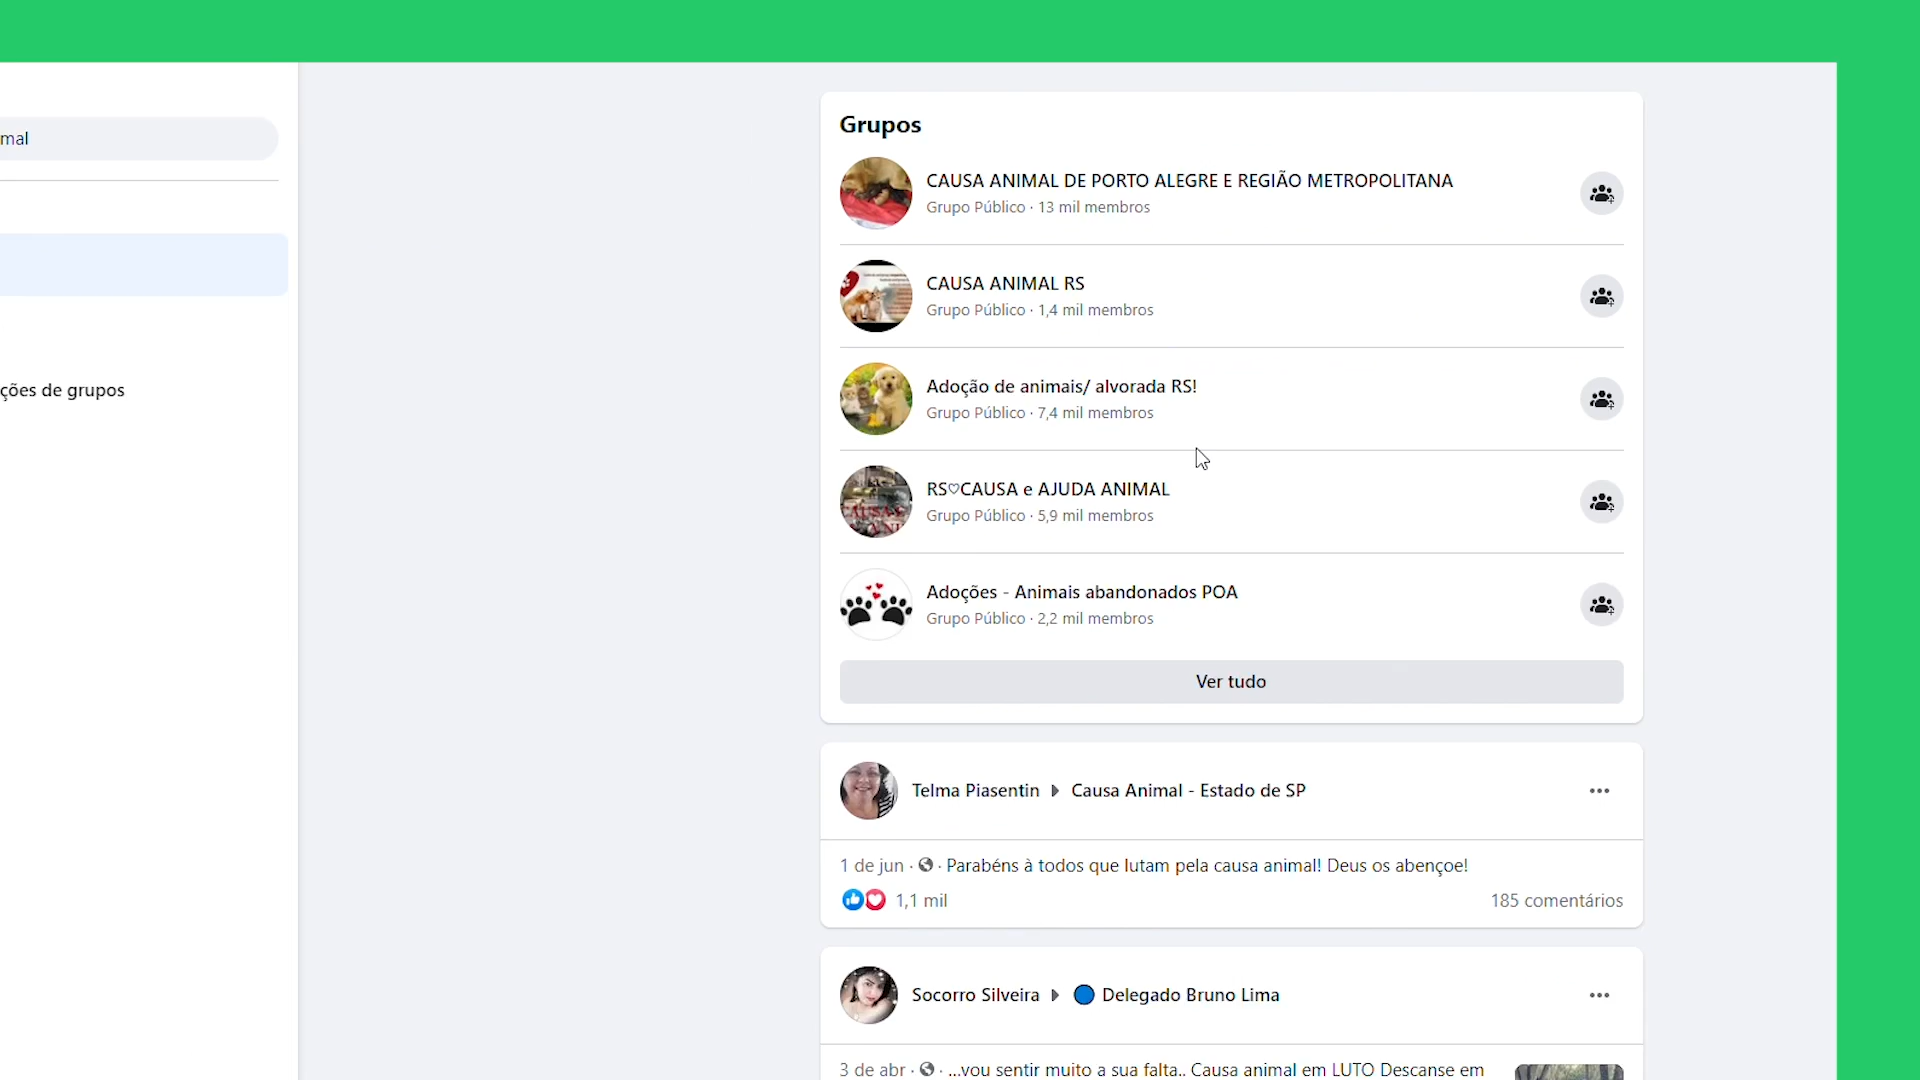 mal
ções de grupos
Grupos
CAUSA ANIMAL DE PORTO ALEGRE E REGIÃO METROPOLITANA
Grupo Público · 13 mil membros
CAUSA ANIMAL RS
Grupo Público · 1,4 mil membros
Adoção de animais/ alvorada RS!
Grupo Público · 7,4 mil membros
RS♡CAUSA e AJUDA ANIMAL
Grupo Público · 5,9 mil membros
Adoções - Animais abandonados POA
Grupo Público · 2,2 mil membros
Ver tudo
Telma Piasentin ▸ Causa Animal - Estado de SP
1 de jun · Parabéns à todos que lutam pela causa animal! Deus os abençoe!
1,1 mil
185 comentários
Socorro Silveira ▸ 🔵 Delegado Bruno Lima
3 de abr · ...vou sentir muito a sua falta.. Causa animal em LUTO Descanse em